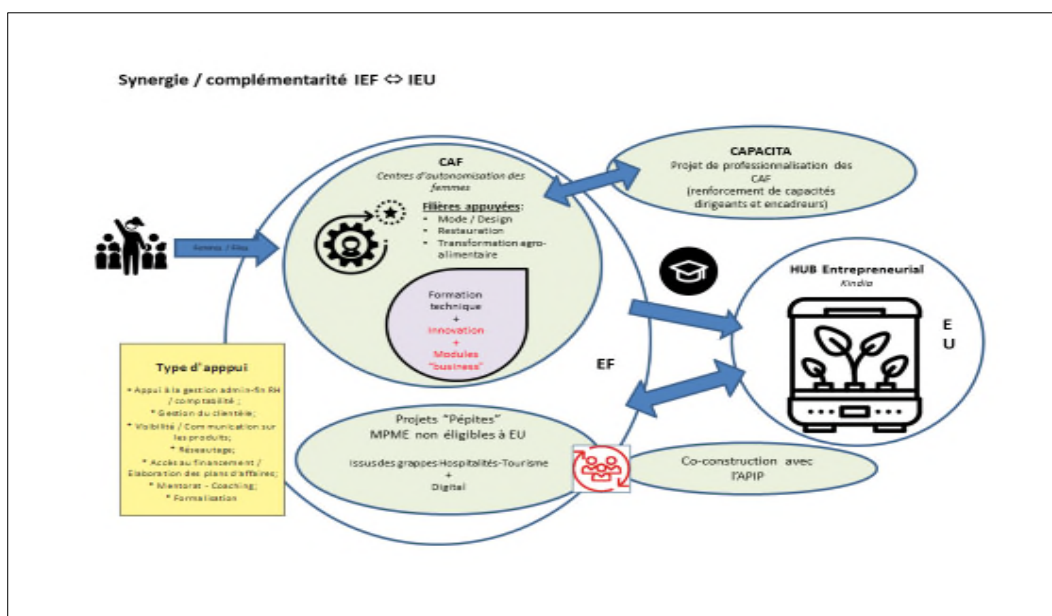 Synergie / complémentarité IEF ⇔ IEU
CAF
Centres d'autonomisation des
femmes
Filières appuyées:
• Mode / Design
• Restauration
• Transformation agro-
alimentaire
Formation
technique
+
Innovation
+
Modules
"business"
CAPACITA
Projet de professionnalisation des
CAF
(renforcement de capacités
dirigeants et encadreurs)
HUB Entrepreneurial
Kindia
E
U
EF
Type d'apppui
* Appui à la gestion admin-fin RH
/ comptabilité ;
* Gestion du clientèle;
* Visibilité / Communication sur
les produits;
* Réseautage;
* Accès au financement /
Elaboration des plans d'affaires;
* Mentorat - Coaching;
* Formalisation
Projets "Pépites"
MPME non éligibles à EU
Issus des grappes Hospitalités-Tourisme
+
Digital
Co-construction avec
l'APIP